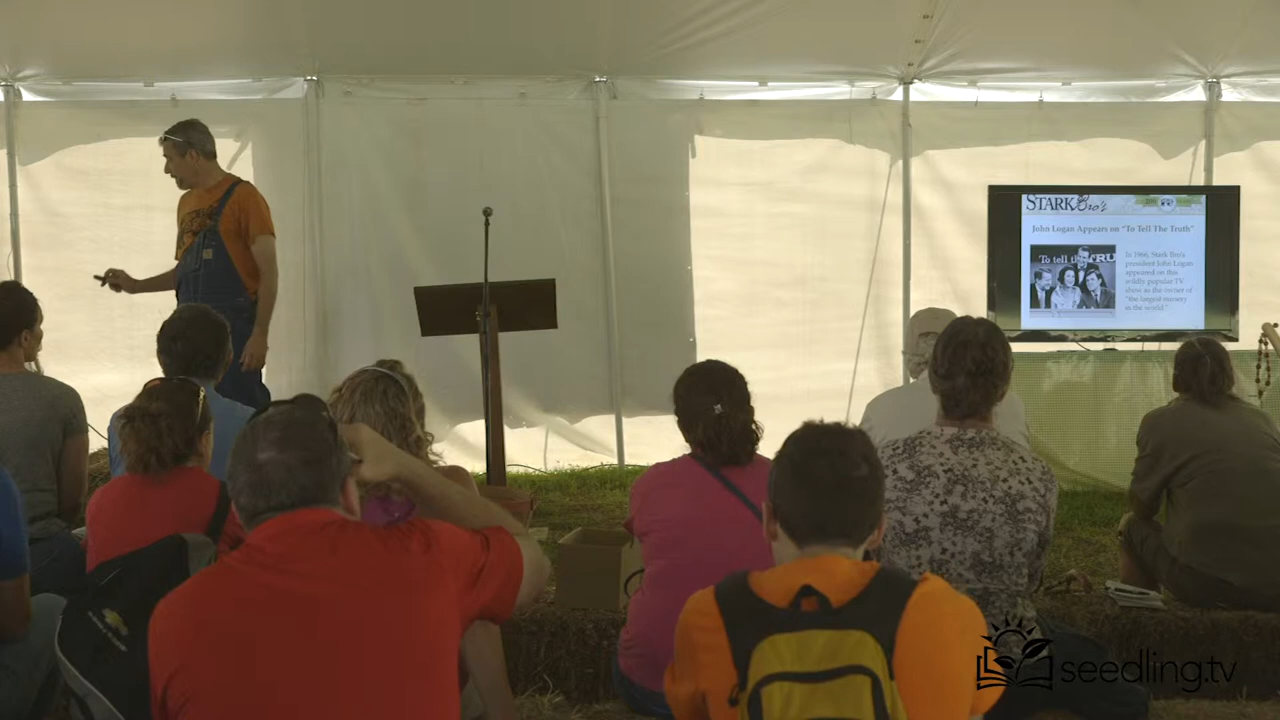 STARK Bro's
John Logan Appears on "To Tell The Truth"
To tell the TRU
In 1966, Stark Bro's
president John Logan
appeared on this
wildly popular TV
show as the owner of
"the largest nursery
in the world."
seedling.tv